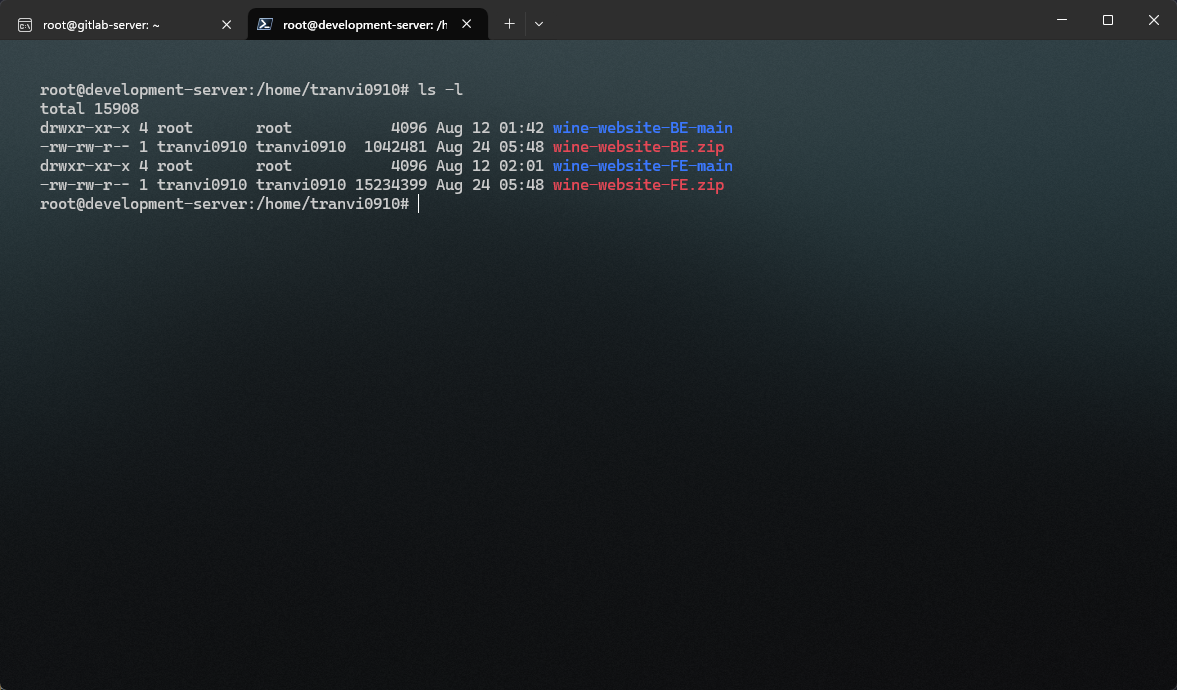 root@gitlab-server: ~
root@development-server: /h
root@development-server:/home/tranvi0910# ls -l
total 15908
drwxr-xr-x 4 root       root           4096 Aug 12 01:42 wine-website-BE-main
-rw-rw-r-- 1 tranvi0910 tranvi0910  1042481 Aug 24 05:48 wine-website-BE.zip
drwxr-xr-x 4 root       root           4096 Aug 12 02:01 wine-website-FE-main
-rw-rw-r-- 1 tranvi0910 tranvi0910 15234399 Aug 24 05:48 wine-website-FE.zip
root@development-server:/home/tranvi0910#